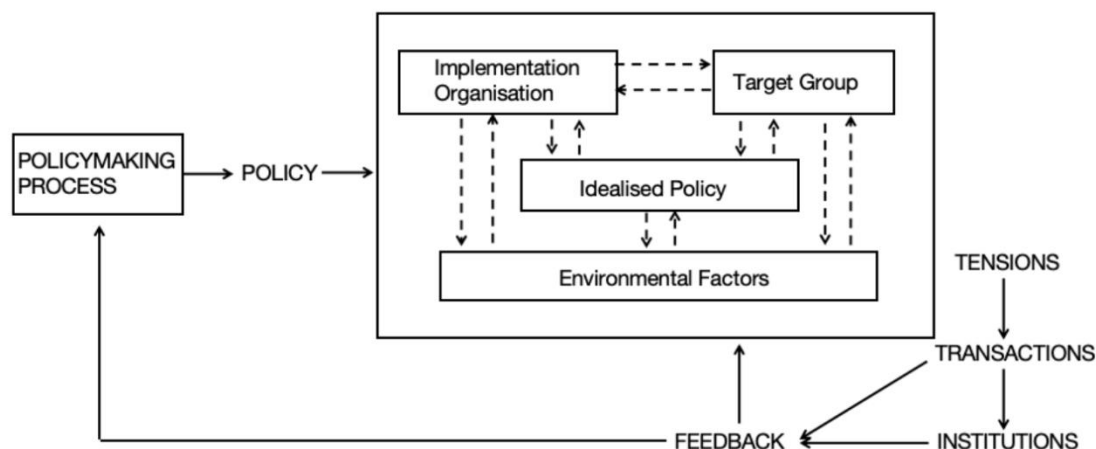 Implementation
Organisation
Target Group
POLICYMAKING
PROCESS
POLICY
Idealised Policy
Environmental Factors
TENSIONS
TRANSACTIONS
FEEDBACK
INSTITUTIONS